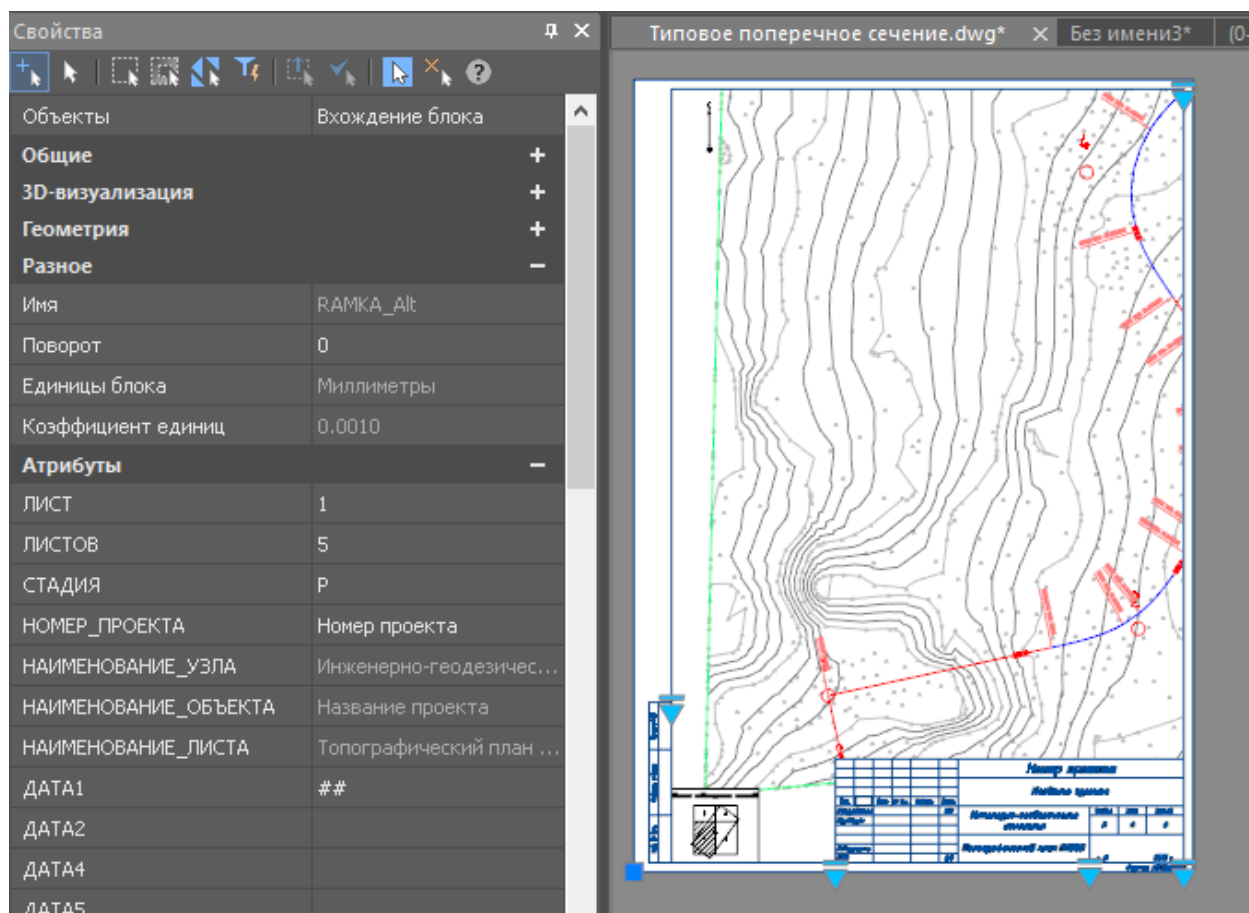 Свойства
Объекты Вхождение блока
Общие +
3D-визуализация +
Геометрия +
Разное −
Имя RAMKA_Alt
Поворот 0
Единицы блока Миллиметры
Коэффициент единиц 0.0010
Атрибуты −
ЛИСТ 1
ЛИСТОВ 5
СТАДИЯ Р
НОМЕР_ПРОЕКТА Номер проекта
НАИМЕНОВАНИЕ_УЗЛА Инженерно-геодезичес...
НАИМЕНОВАНИЕ_ОБЪЕКТА Название проекта
НАИМЕНОВАНИЕ_ЛИСТА Топографический план ...
ДАТА1 ##
ДАТА2
ДАТА4
ДАТА5
Типовое поперечное сечение.dwg* Без имени3* (0-
Номер проекта